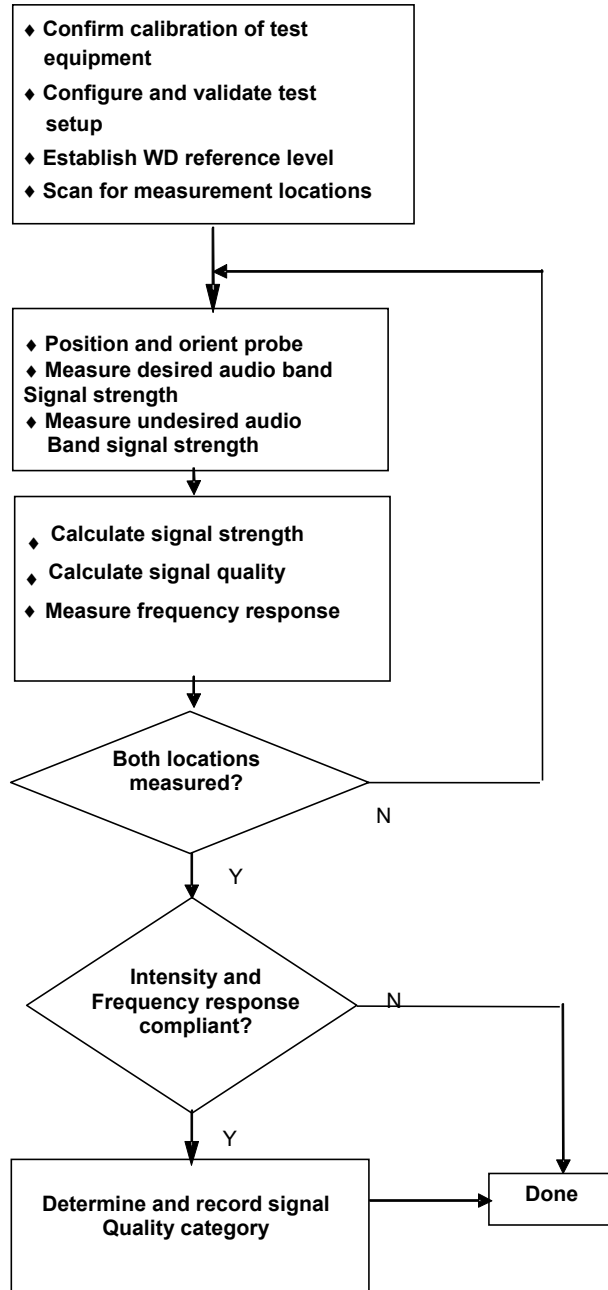 ♦ Confirm calibration of test
equipment
♦ Configure and validate test
setup
♦ Establish WD reference level
♦ Scan for measurement locations
♦ Position and orient probe
♦ Measure desired audio band
Signal strength
♦ Measure undesired audio
Band signal strength
♦ Calculate signal strength
♦ Calculate signal quality
♦ Measure frequency response
Both locations
measured?
N
Y
Intensity and
Frequency response
compliant?
N
Y
Determine and record signal
Quality category
Done